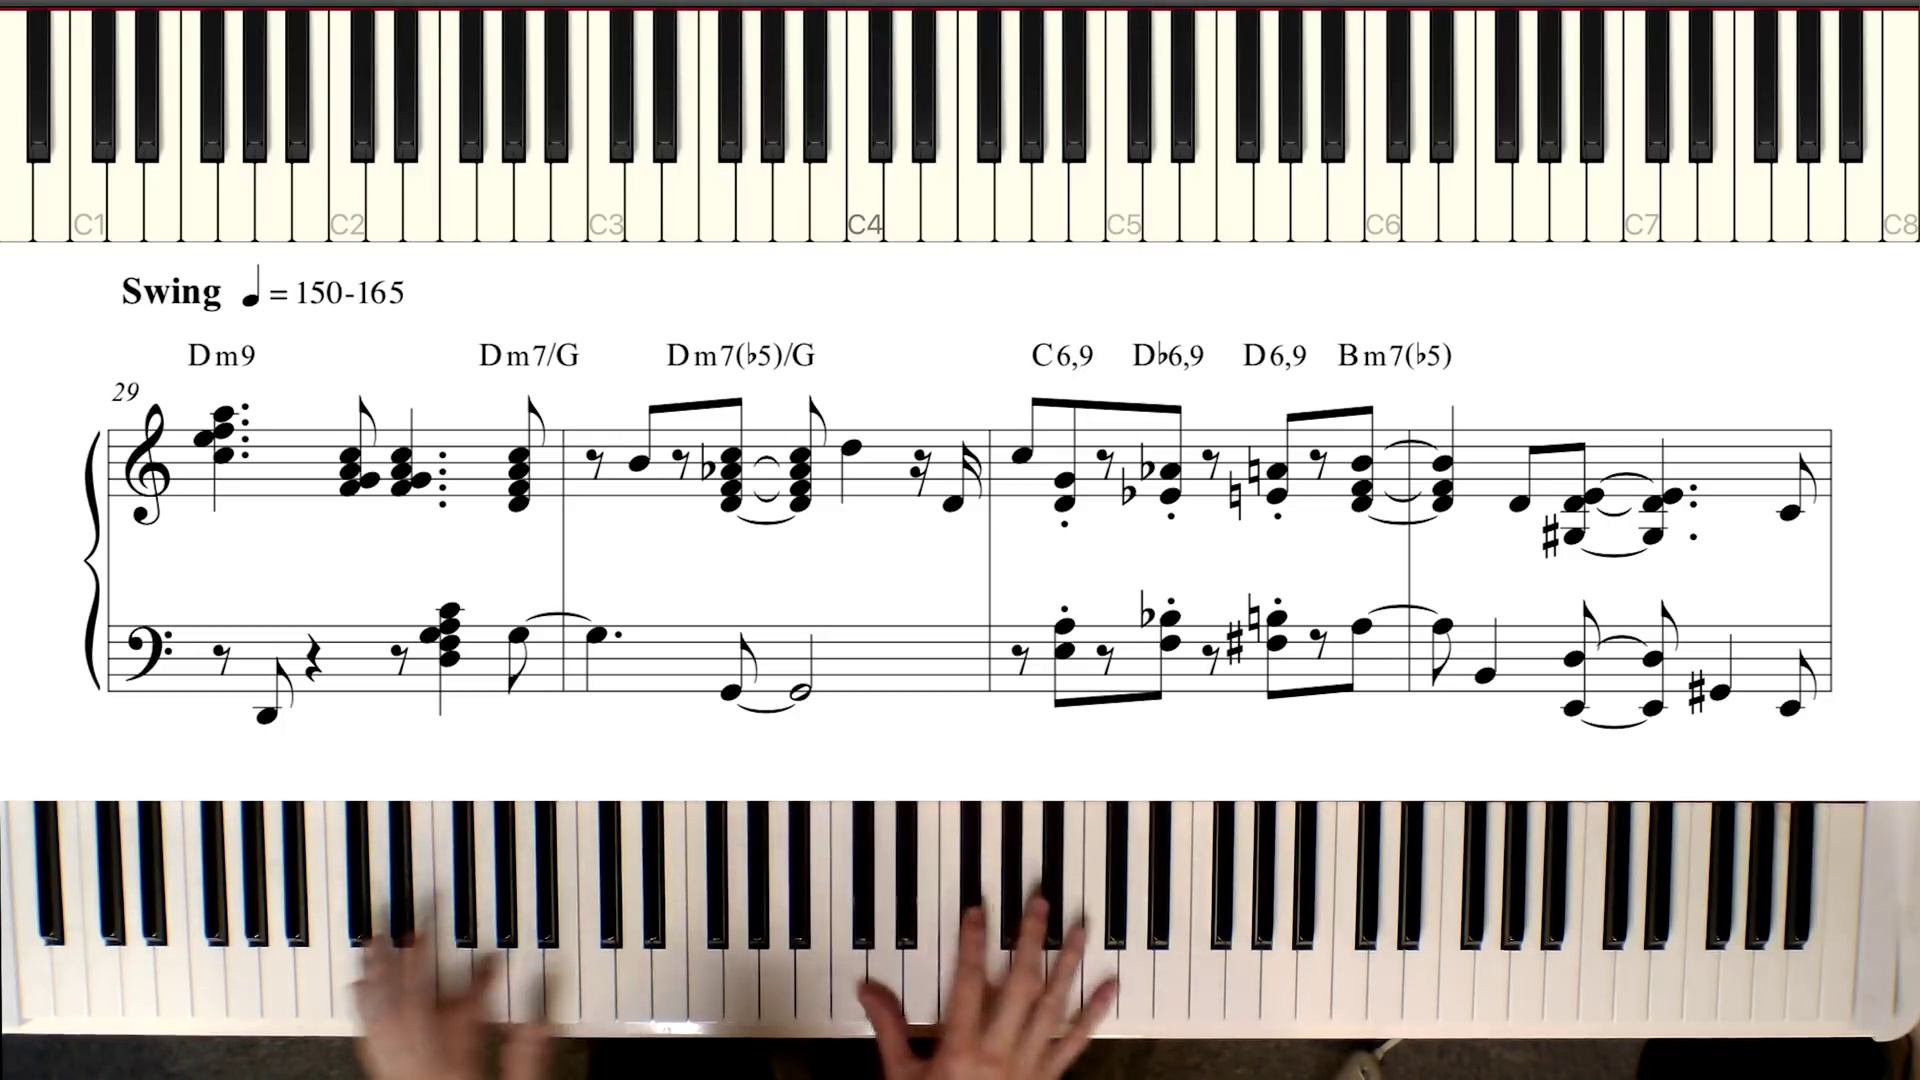 C1 C2 C3 C4 C5 C6 C7 C8
Swing ♩ = 150-165
Dm9 Dm7/G Dm7(♭5)/G C6,9 D♭6,9 D6,9 Bm7(♭5)
29